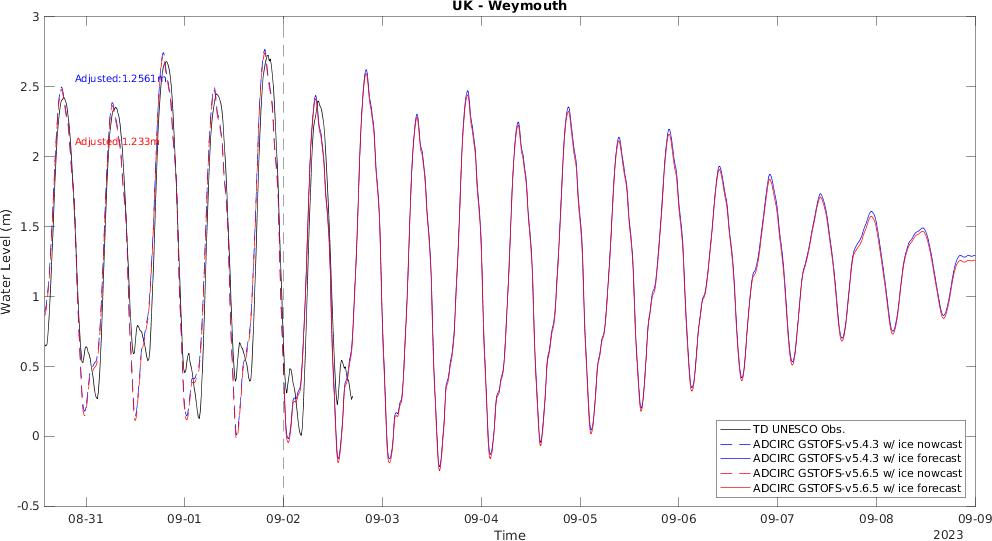 UK - Weymouth
3
2.5
2
1.5
1
0.5
0
-0.5
Water Level (m)
Adjusted:1.2561m
Adjusted:1.233m
TD UNESCO Obs.
ADCIRC GSTOFS-v5.4.3 w/ ice nowcast
ADCIRC GSTOFS-v5.4.3 w/ ice forecast
ADCIRC GSTOFS-v5.6.5 w/ ice nowcast
ADCIRC GSTOFS-v5.6.5 w/ ice forecast
08-31 09-01 09-02 09-03 09-04 09-05 09-06 09-07 09-08 09-09
Time
2023